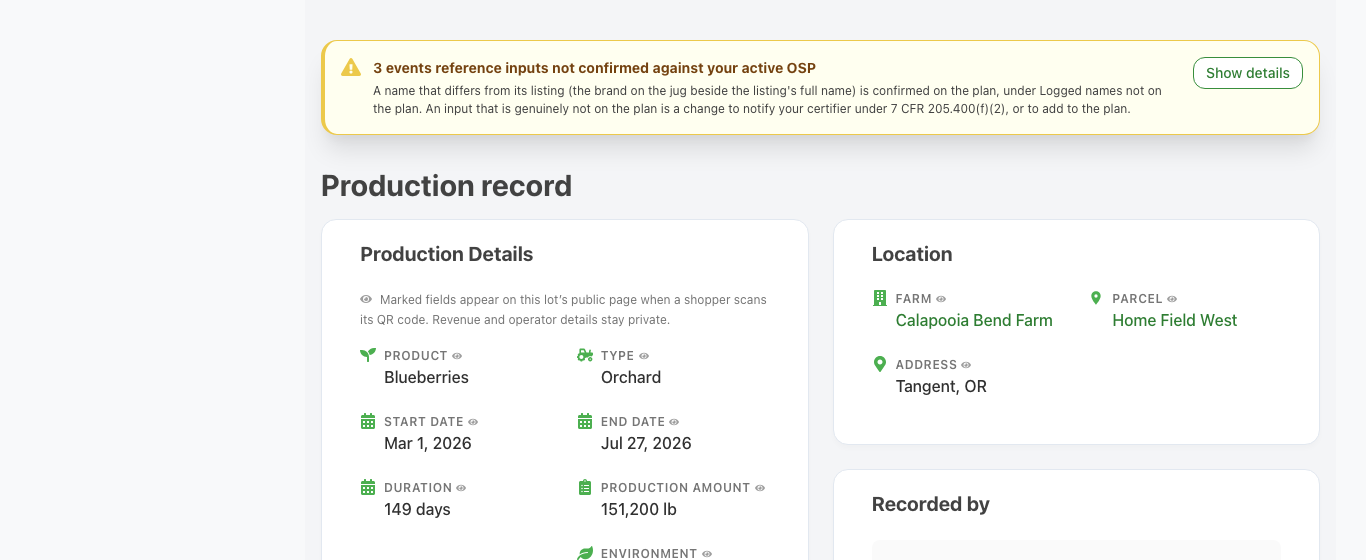 3 events reference inputs not confirmed against your active OSP
A name that differs from its listing (the brand on the jug beside the listing's full name) is confirmed on the plan, under Logged names not on
the plan. An input that is genuinely not on the plan is a change to notify your certifier under 7 CFR 205.400(f)(2), or to add to the plan.
Show details
Production record
Production Details
Marked fields appear on this lot's public page when a shopper scans
its QR code. Revenue and operator details stay private.
PRODUCT
Blueberries
TYPE
Orchard
START DATE
Mar 1, 2026
END DATE
Jul 27, 2026
DURATION
149 days
PRODUCTION AMOUNT
151,200 lb
ENVIRONMENT
Location
FARM
Calapooia Bend Farm
PARCEL
Home Field West
ADDRESS
Tangent, OR
Recorded by